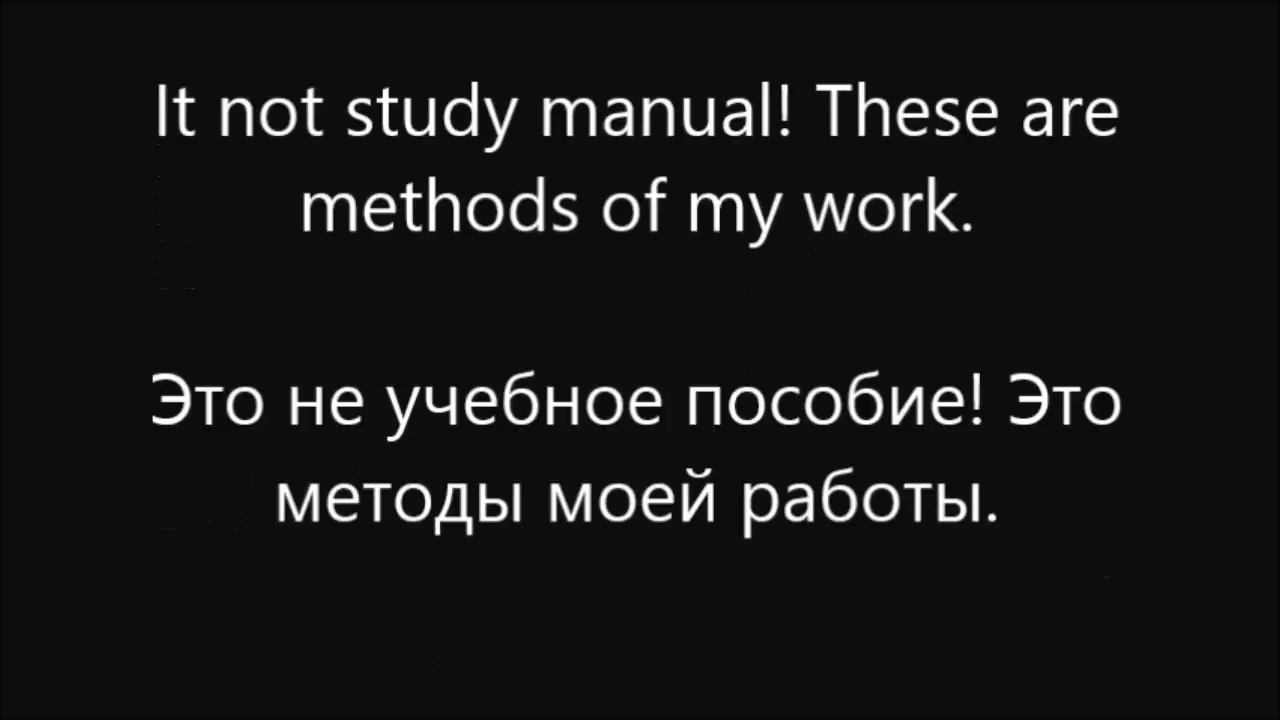 It not study manual! These are
methods of my work.
Это не учебное пособие! Это
методы моей работы.